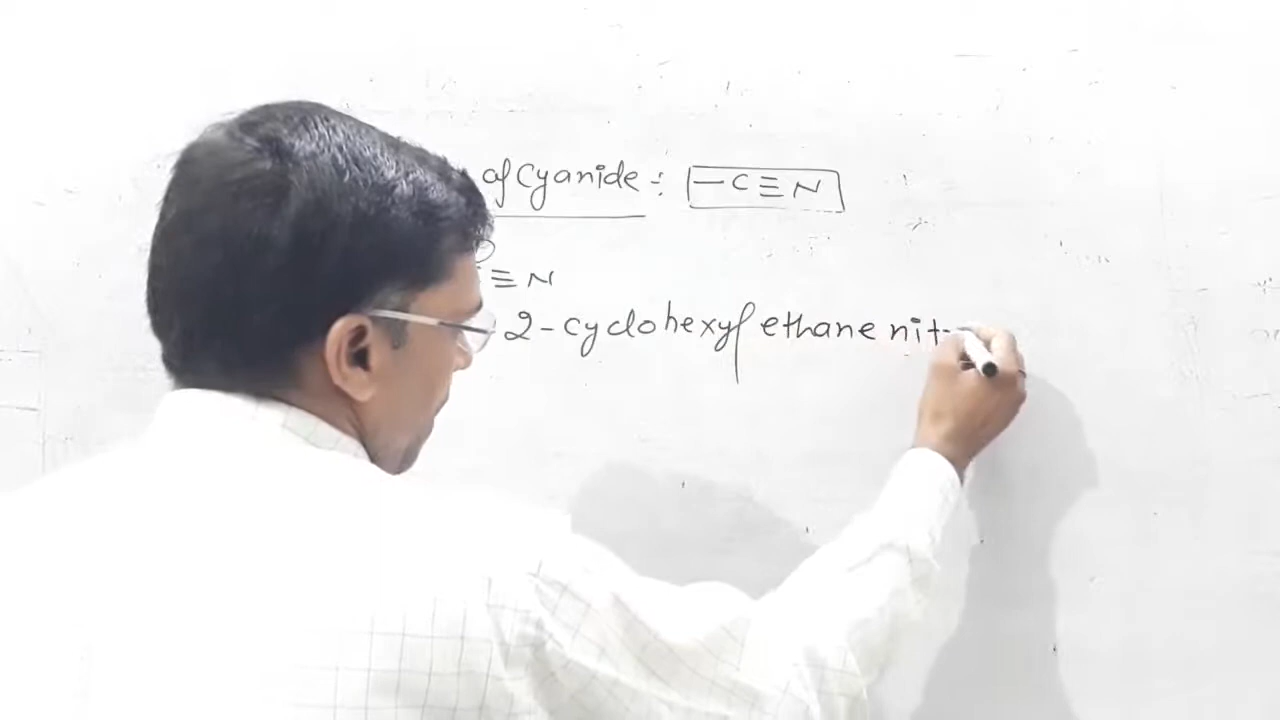 of Cyanide : -C≡N
≡N
2-cyclohexyl ethane nit